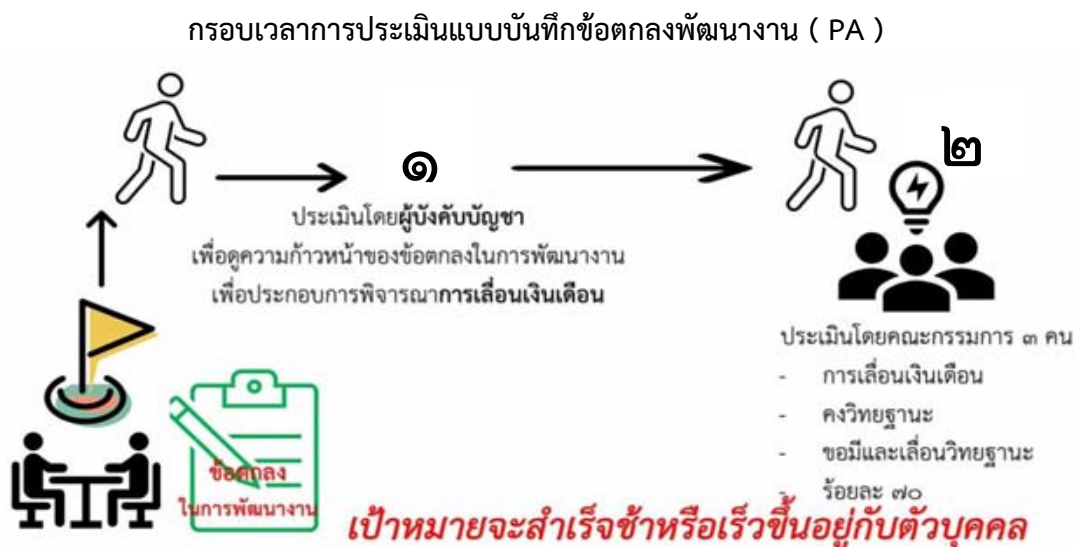 กรอบเวลาการประเมินแบบบันทึกข้อตกลงพัฒนางาน ( PA )
๑
ประเมินโดยผู้บังคับบัญชา
เพื่อดูความก้าวหน้าของข้อตกลงในการพัฒนางาน
เพื่อประกอบการพิจารณาการเลื่อนเงินเดือน
๒
ประเมินโดยคณะกรรมการ ๓ คน
- การเลื่อนเงินเดือน
- คงวิทยฐานะ
- ขอมีและเลื่อนวิทยฐานะ
- ร้อยละ ๗๐
ข้อตกลง
ในการพัฒนางาน
เป้าหมายจะสำเร็จช้าหรือเร็วขึ้นอยู่กับตัวบุคคล